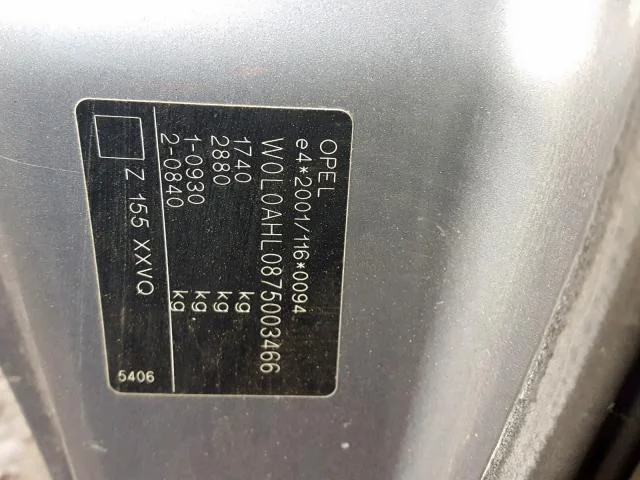 OPEL
e4*2001/116*0094
W0L0AHL0875003466
1740 kg
2880 kg
1-0930 kg
2-0840 kg
Z 155 XXVQ
5406